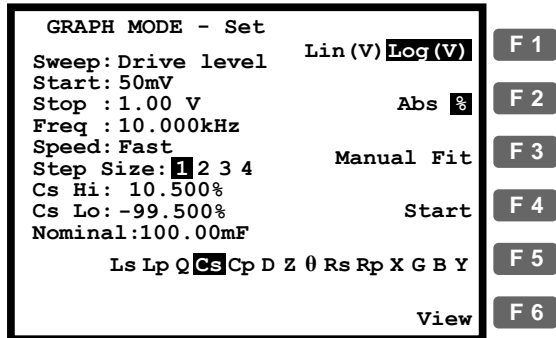 GRAPH MODE - Set
Lin(V) Log(V) F 1
Sweep: Drive level
Start: 50mV
Stop : 1.00 V
Abs % F 2
Freq : 10.000kHz
Speed: Fast
Manual Fit F 3
Step Size: 1 2 3 4
Cs Hi: 10.500%
Cs Lo: -99.500%
Start F 4
Nominal:100.00mF
Ls Lp Q Cs Cp D Z θ Rs Rp X G B Y F 5
View F 6